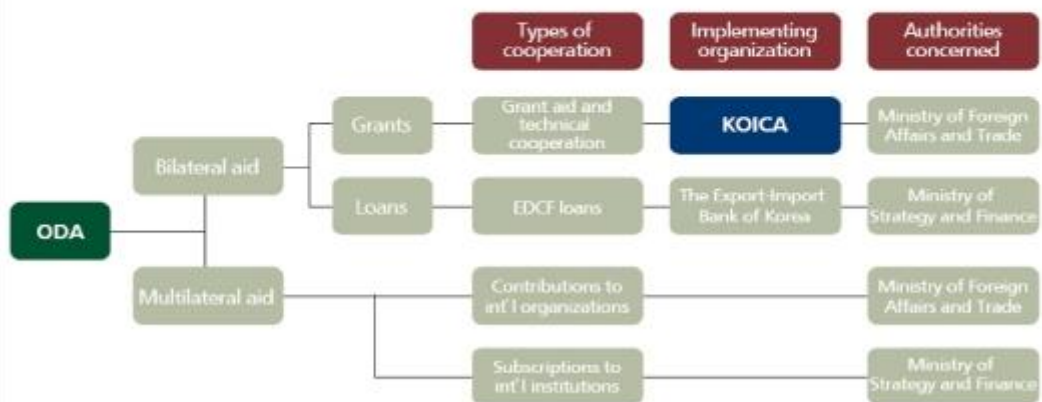 Types of
cooperation
Implementing
organization
Authorities
concerned
Grants
Grant aid and
technical
cooperation
KOICA
Ministry of Foreign
Affairs and Trade
Bilateral aid
Loans
EDCF loans
The Export-Import
Bank of Korea
Ministry of
Strategy and Finance
ODA
Multilateral aid
Contributions to
int'l organizations
Ministry of Foreign
Affairs and Trade
Subscriptions to
int'l institutions
Ministry of
Strategy and Finance